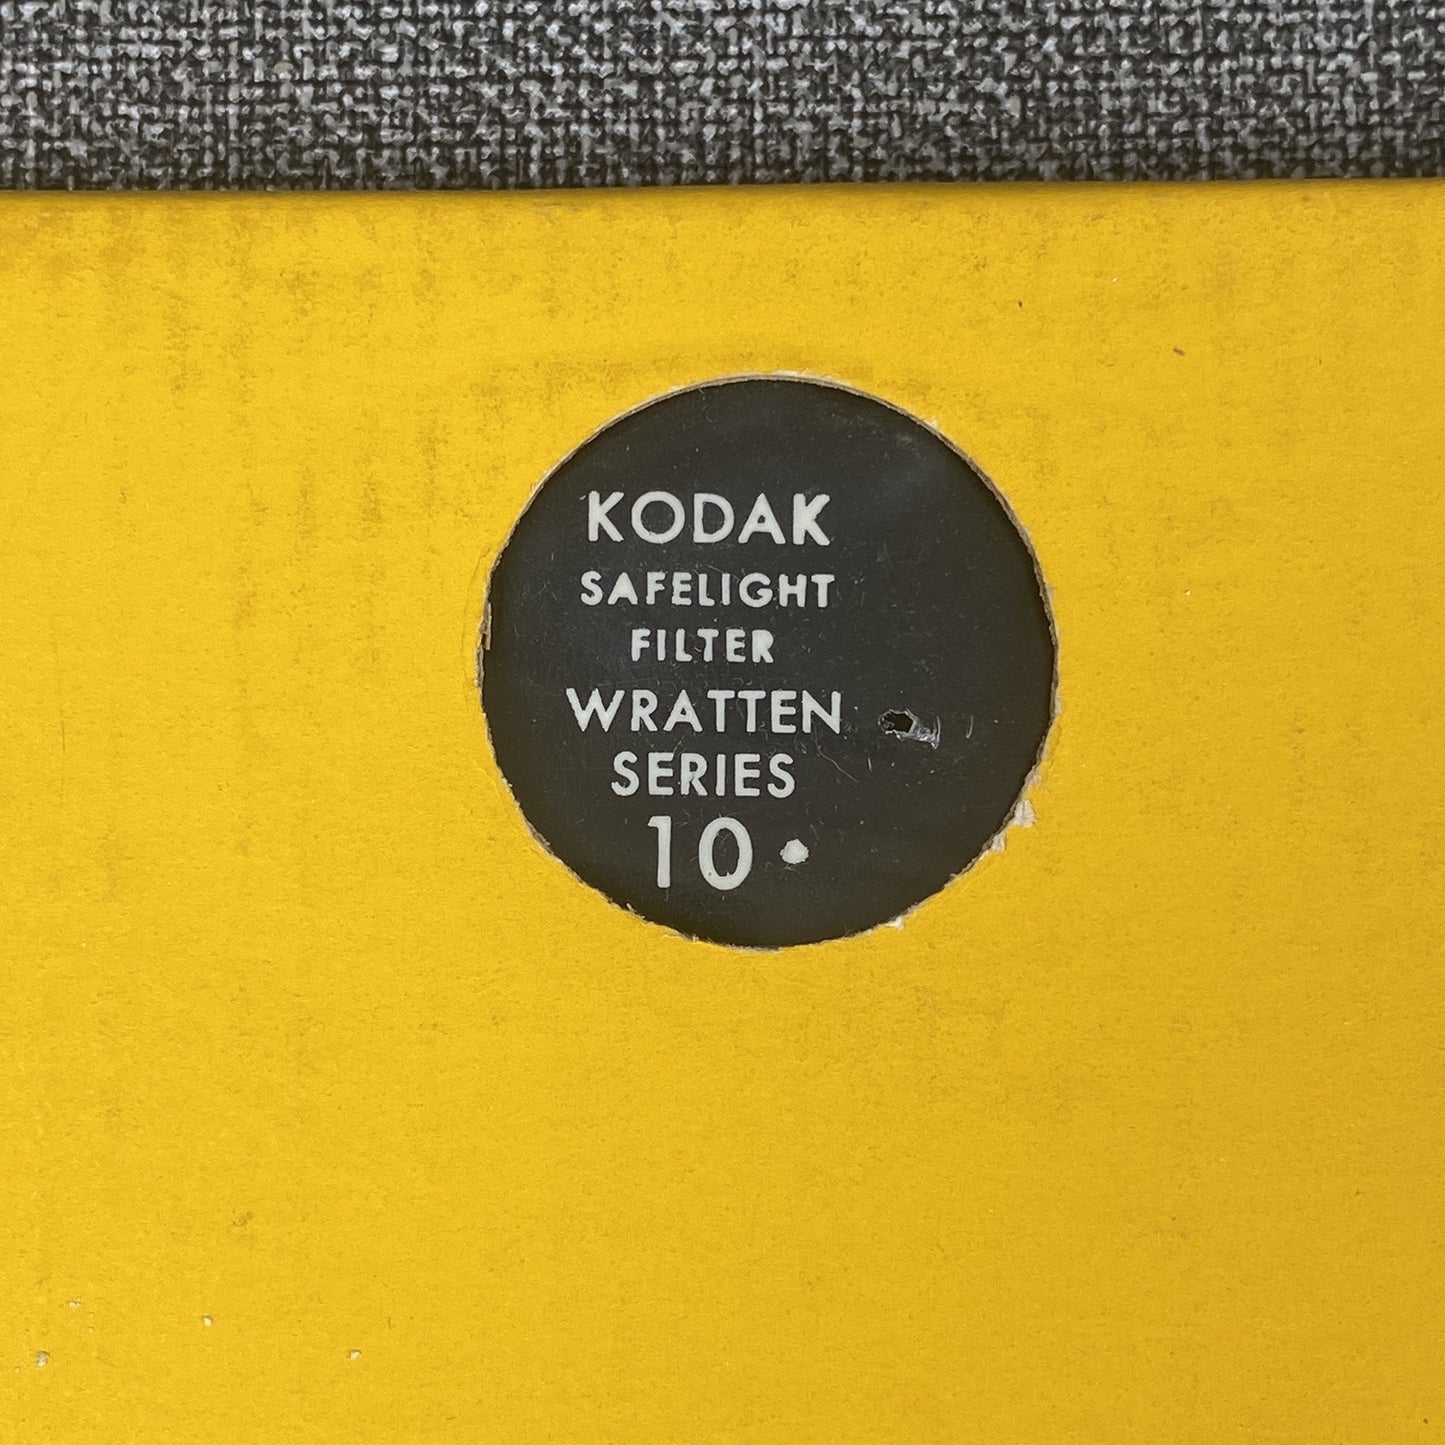 KODAK
SAFELIGHT
FILTER
WRATTEN
SERIES
10 •